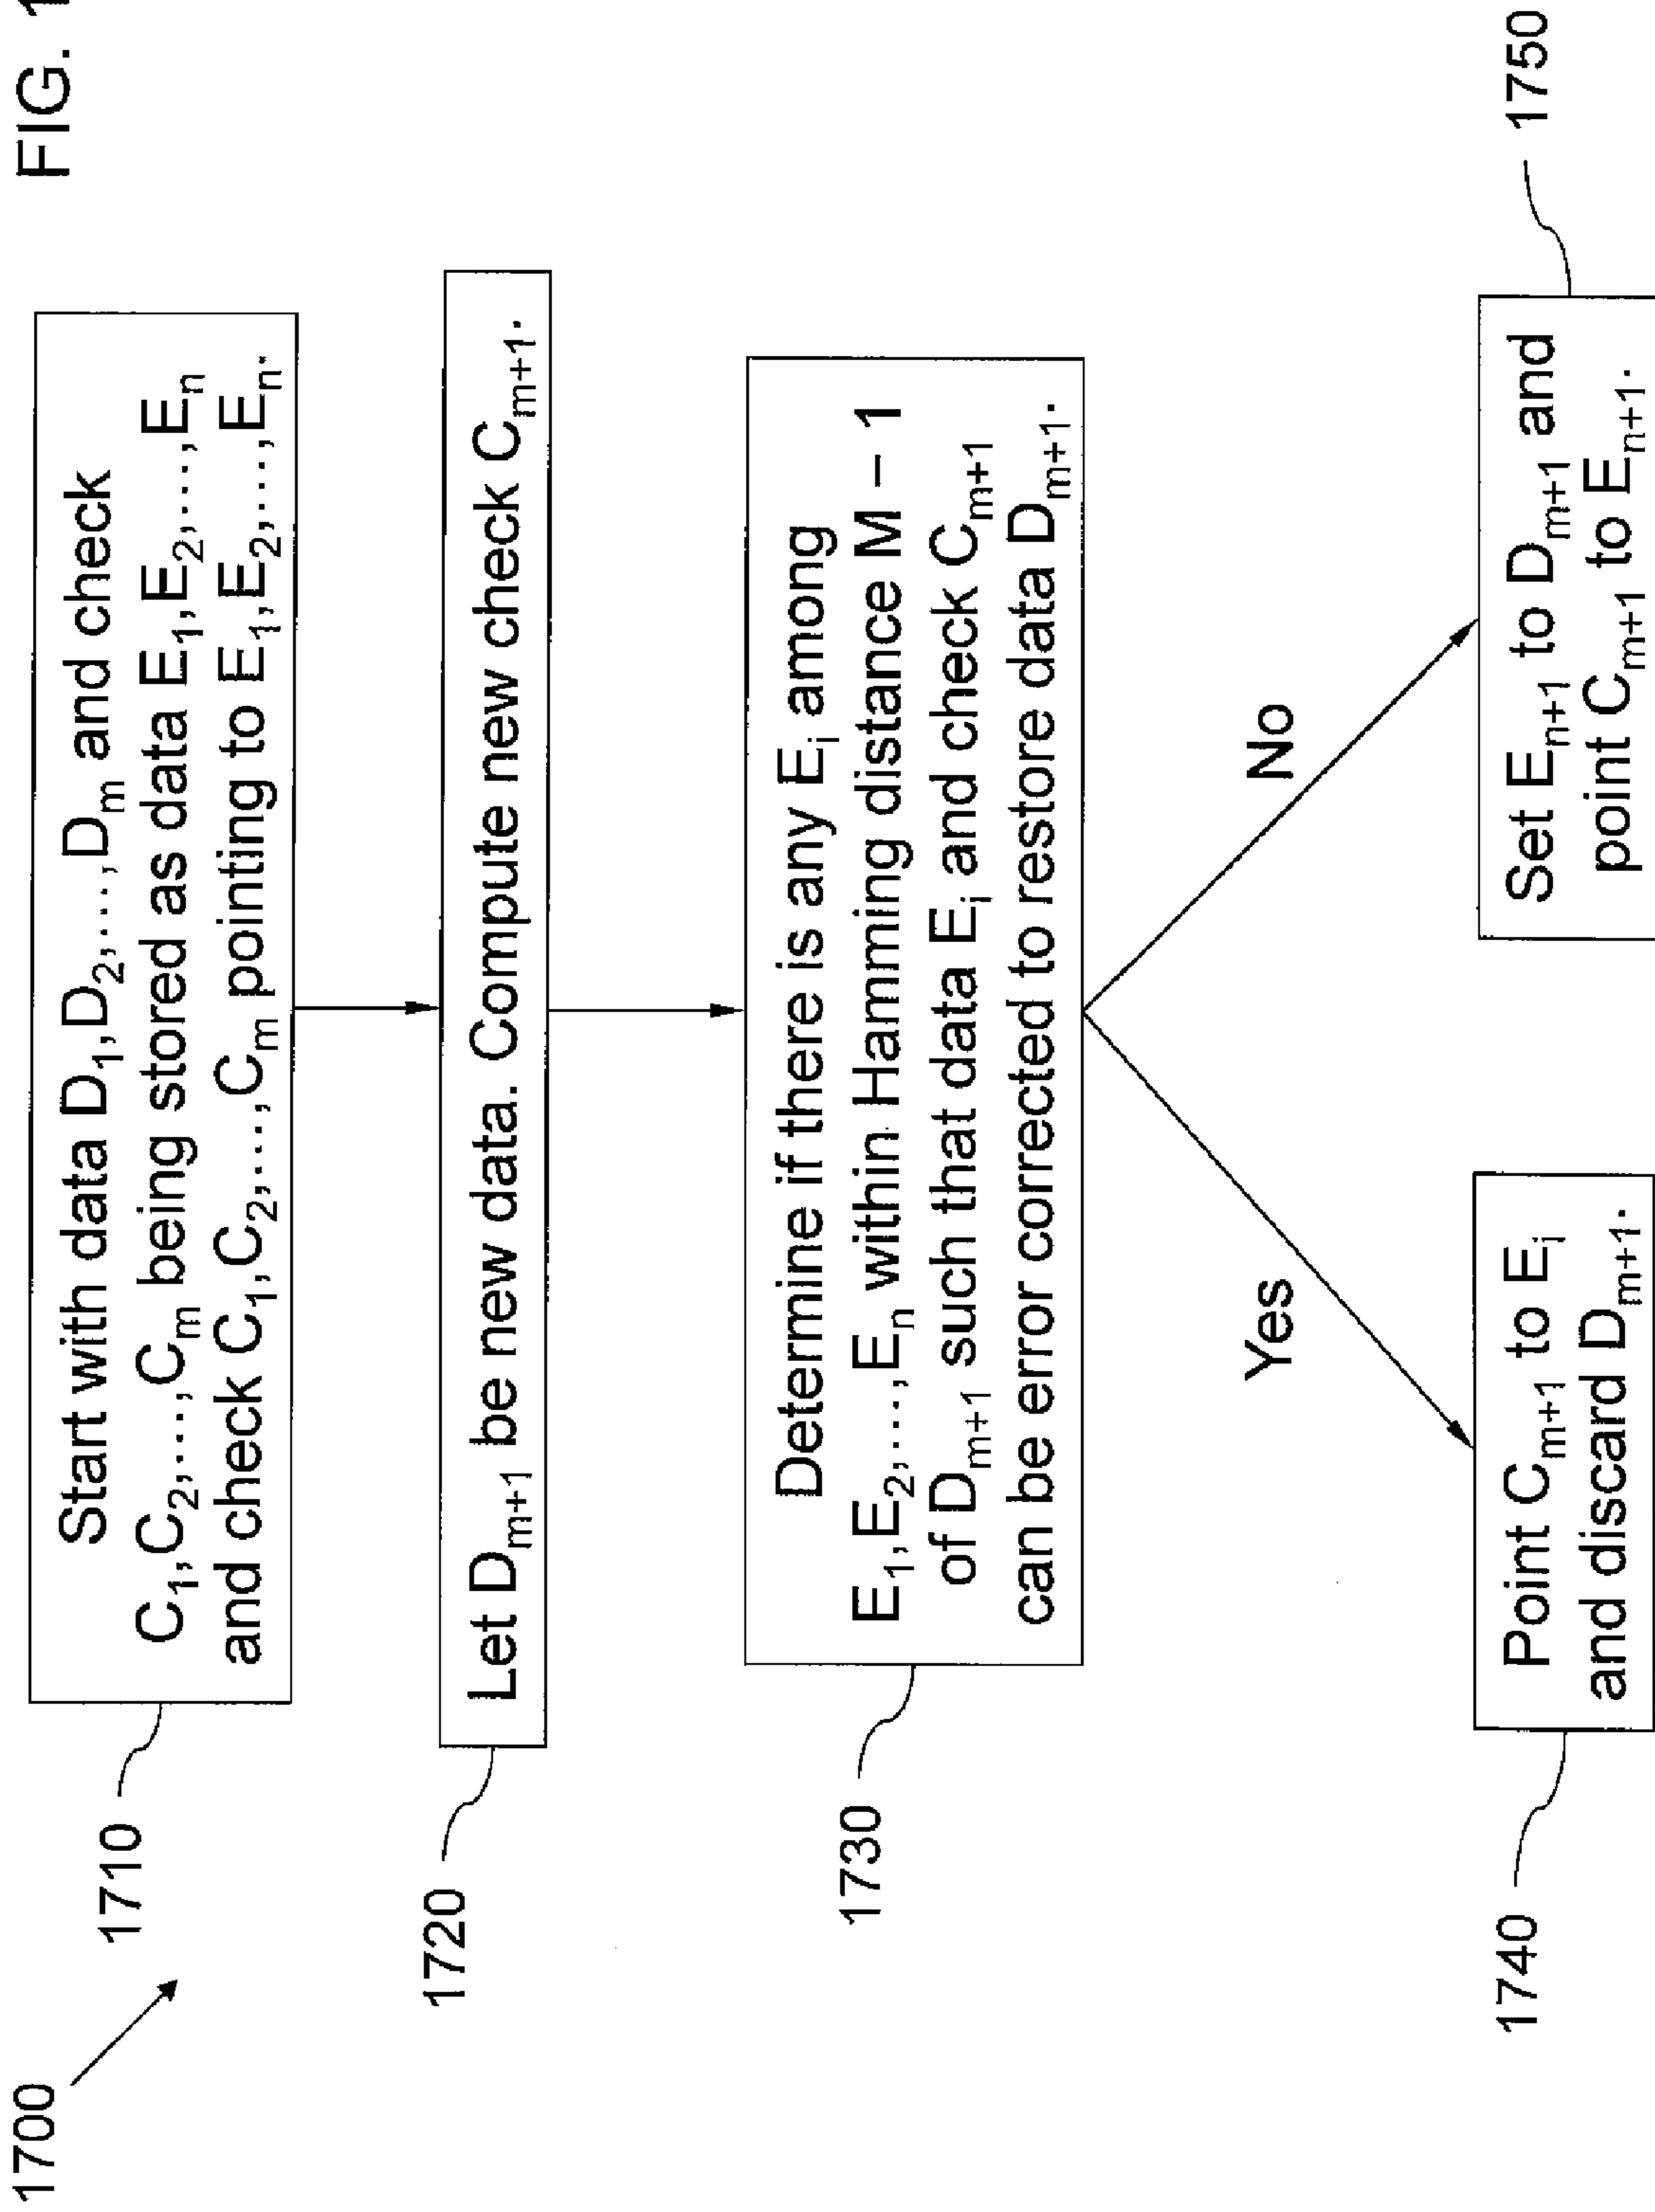 FIG. 1
1700
1710
Start with data D₁,D₂,...,Dₘ and check
C₁,C₂,...,Cₘ being stored as data E₁,E₂,...,Eₙ
and check C₁,C₂,...,Cₘ pointing to E₁,E₂,...,Eₙ.
1720
Let Dₘ₊₁ be new data. Compute new check Cₘ₊₁.
1730
Determine if there is any Eᵢ among
E₁,E₂,...,Eₙ within Hamming distance M – 1
of Dₘ₊₁ such that data Eᵢ and check Cₘ₊₁
can be error corrected to restore data Dₘ₊₁.
Yes
No
1740
Point Cₘ₊₁ to Eᵢ
and discard Dₘ₊₁.
1750
Set Eₙ₊₁ to Dₘ₊₁ and
point Cₘ₊₁ to Eₙ₊₁.